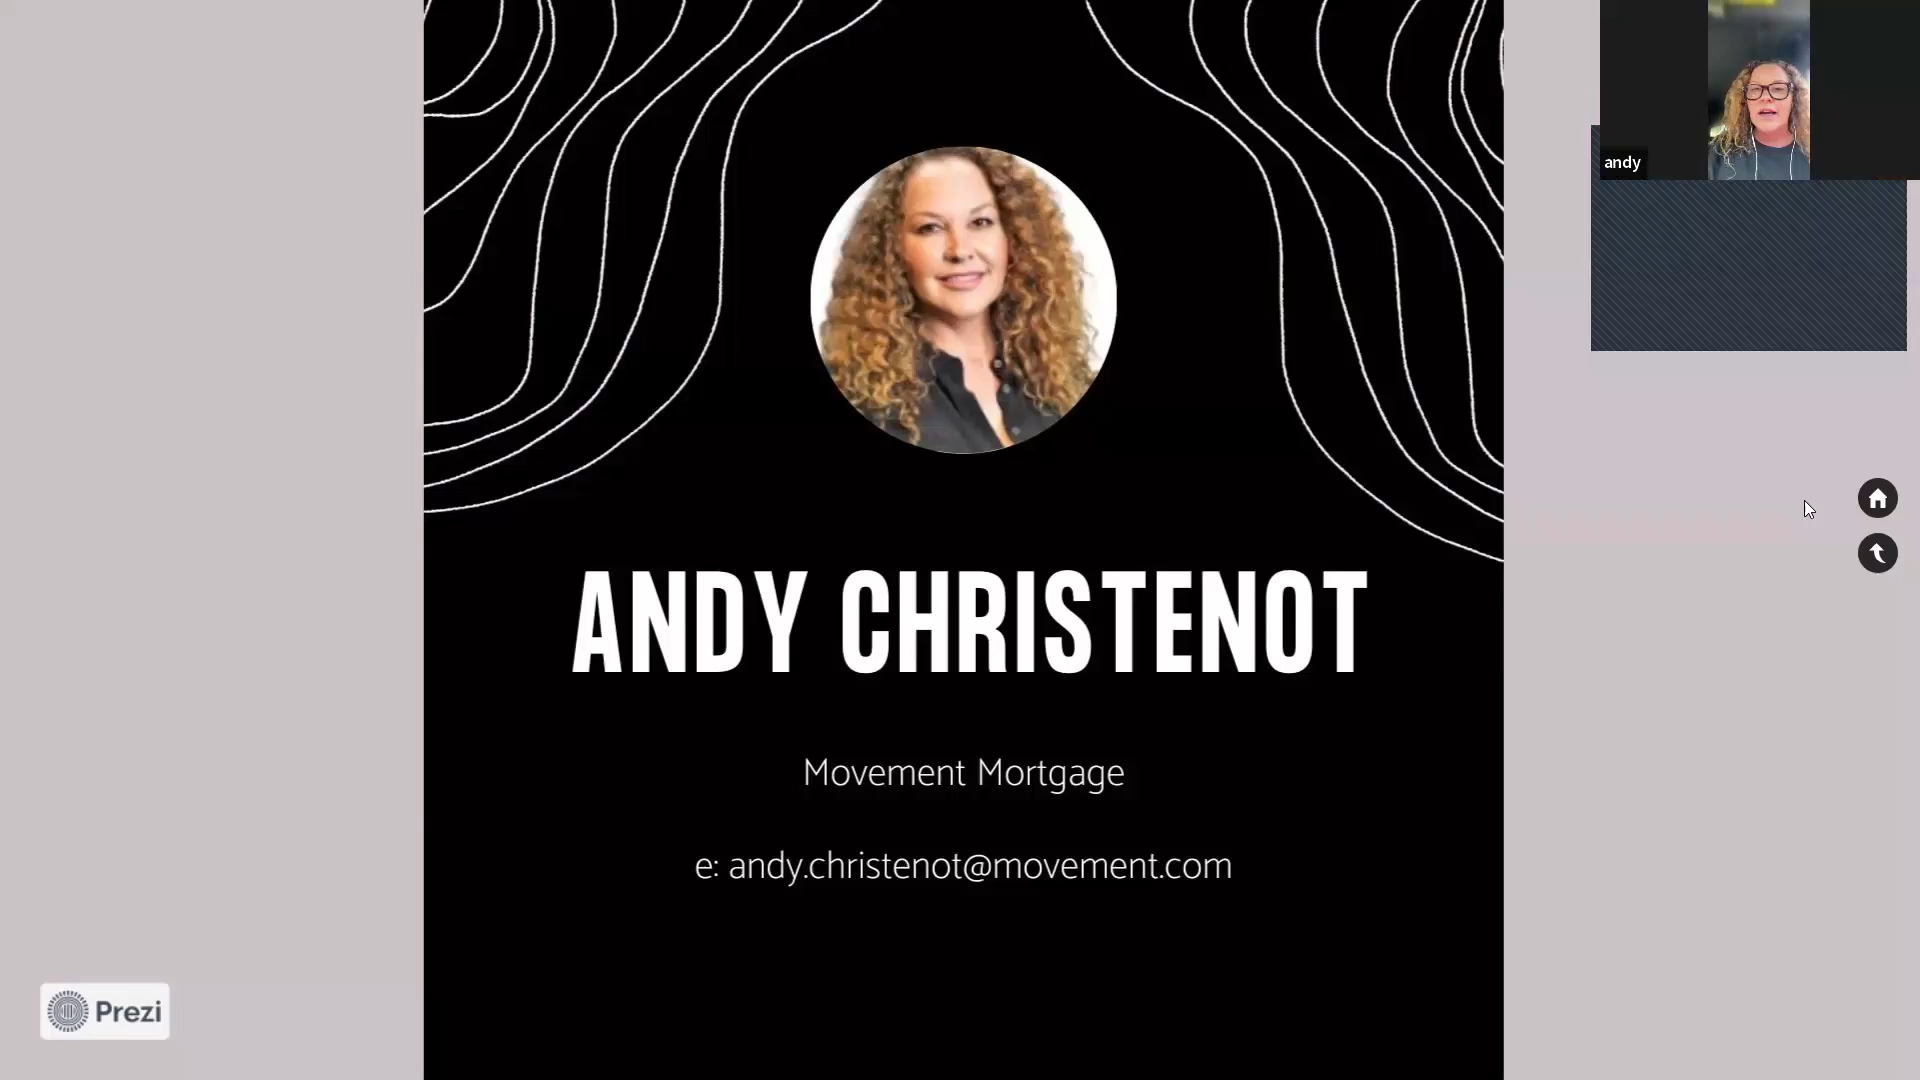 andy
ANDY CHRISTENOT
Movement Mortgage
e: andy.christenot@movement.com
Prezi